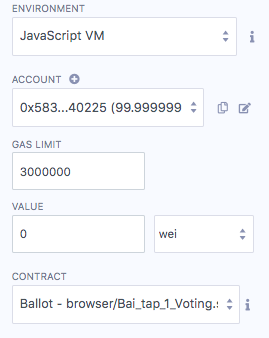 ENVIRONMENT
JavaScript VM
ACCOUNT
0x583...40225 (99.999999
GAS LIMIT
3000000
VALUE
0 wei
CONTRACT
Ballot - browser/Bai_tap_1_Voting.s